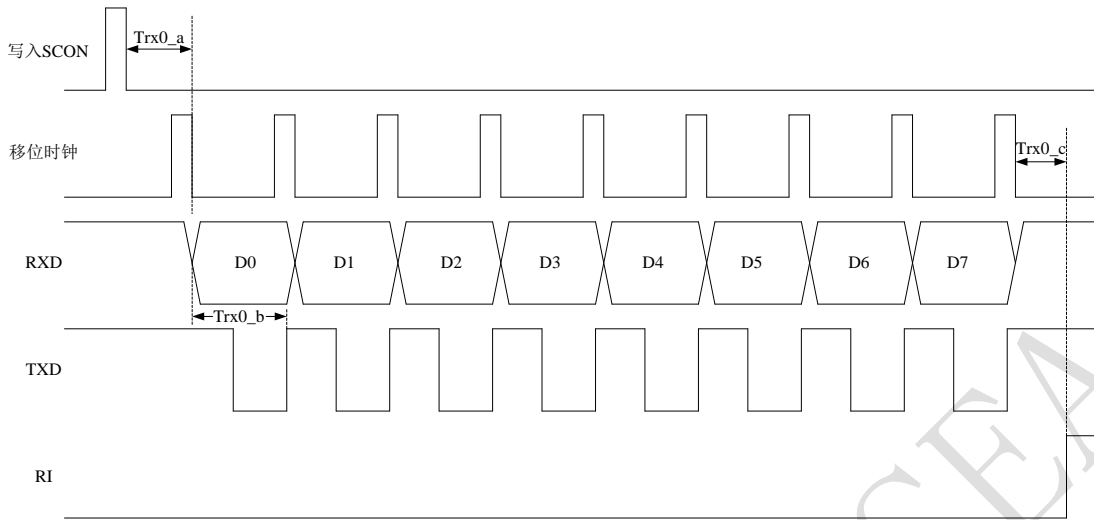 写入SCON
Trx0_a
移位时钟
Trx0_c
RXD
D0 D1 D2 D3 D4 D5 D6 D7
Trx0_b
TXD
RI